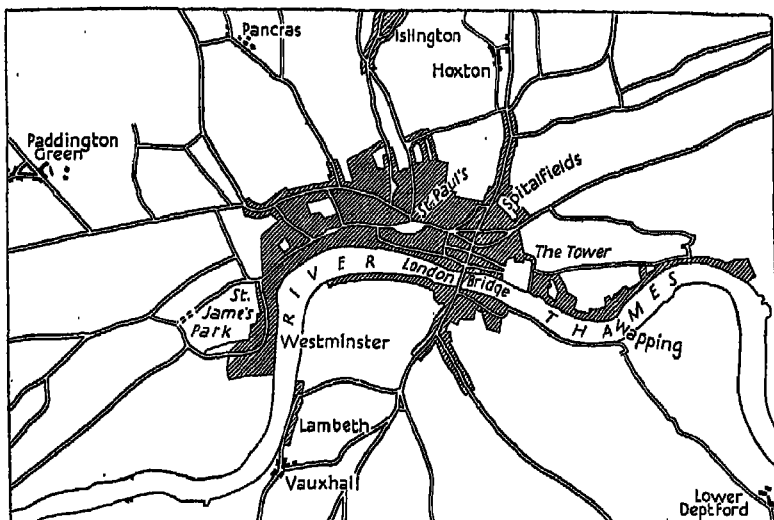 Pancras
Islington
Hoxton
Paddington
Green
St. Paul's
Spitalfields
The Tower
RIVER
London Bridge
THAMES
St.
Jame's
Park
Westminster
Wapping
Lambeth
Vauxhall
Lower
Deptford